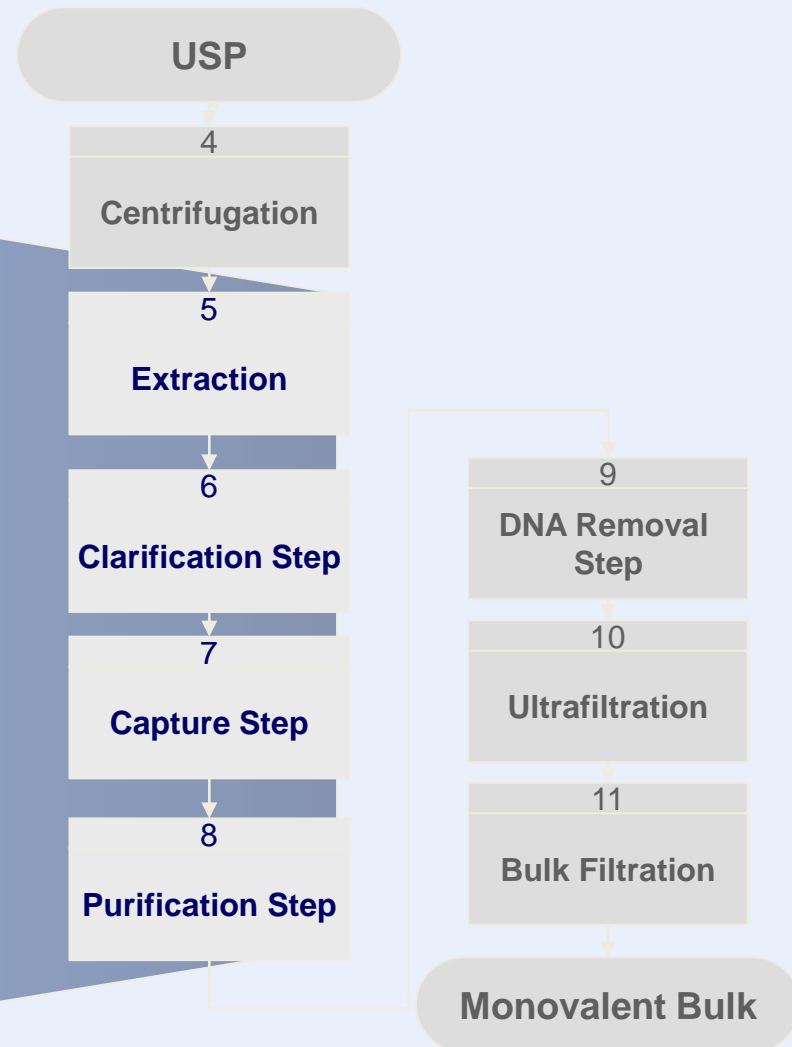 USP
4
Centrifugation
5
Extraction
6
Clarification Step
7
Capture Step
8
Purification Step
9
DNA Removal
Step
10
Ultrafiltration
11
Bulk Filtration
Monovalent Bulk